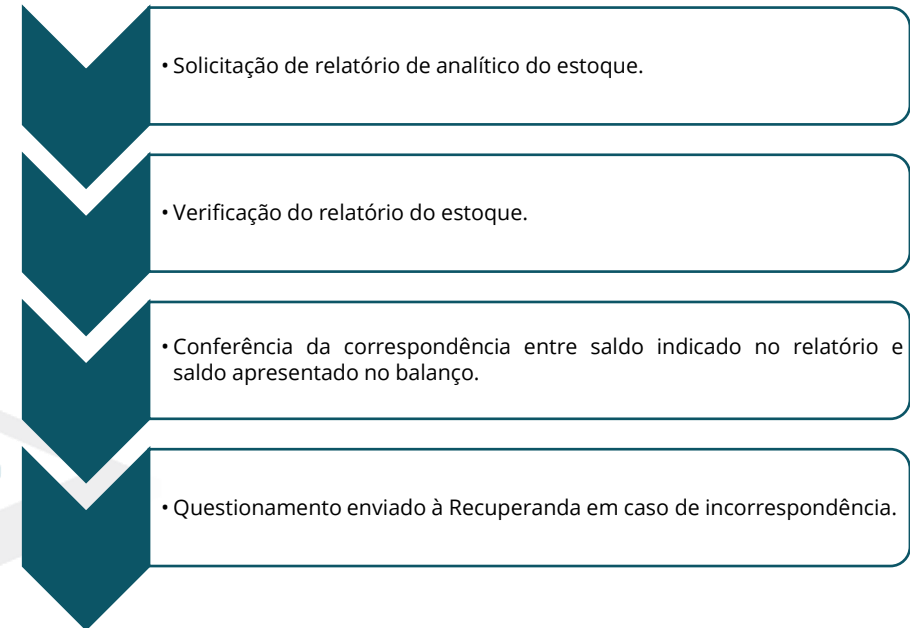 • Solicitação de relatório de analítico do estoque.
• Verificação do relatório do estoque.
• Conferência da correspondência entre saldo indicado no relatório e
saldo apresentado no balanço.
• Questionamento enviado à Recuperanda em caso de incorrespondência.